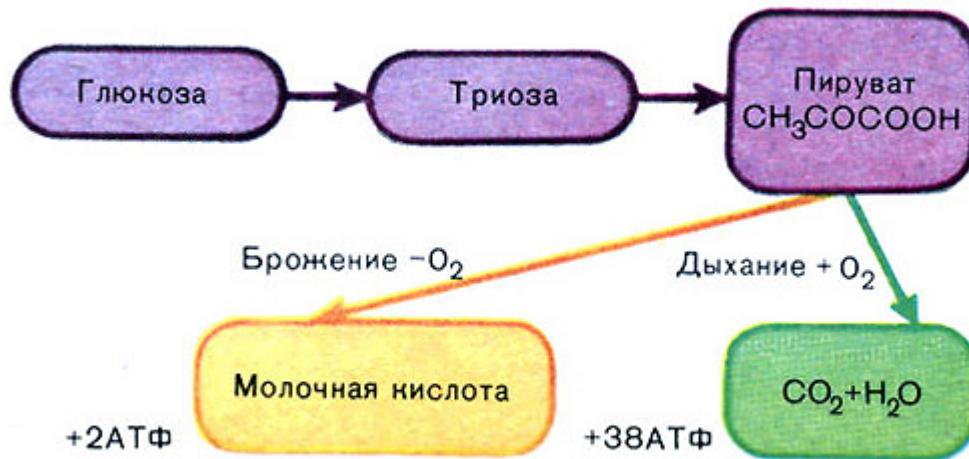 Глюкоза
Триоза
Пируват
CH₃COCOOH
Брожение −O₂
Дыхание + O₂
Молочная кислота
CO₂+H₂O
+2АТФ
+38АТФ